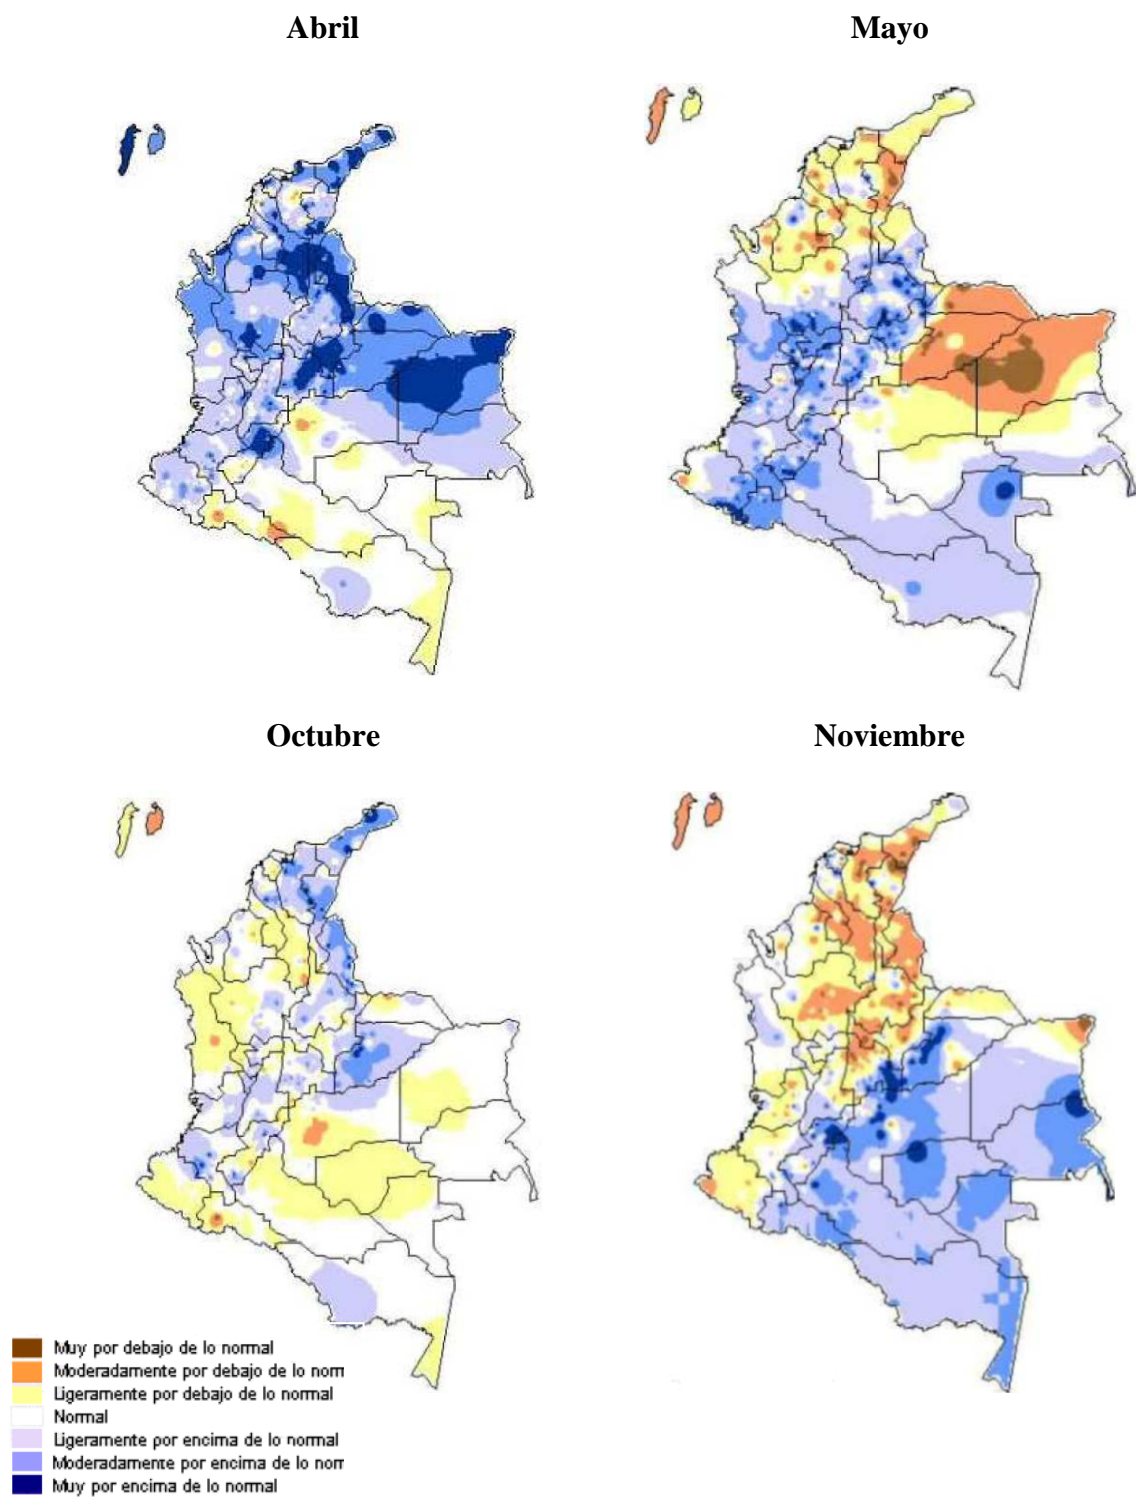 Abril
Mayo
Octubre
Noviembre
Muy por debajo de lo normal
Moderadamente por debajo de lo norm
Ligeramente por debajo de lo normal
Normal
Ligeramente por encima de lo normal
Moderadamente por encima de lo norm
Muy por encima de lo normal